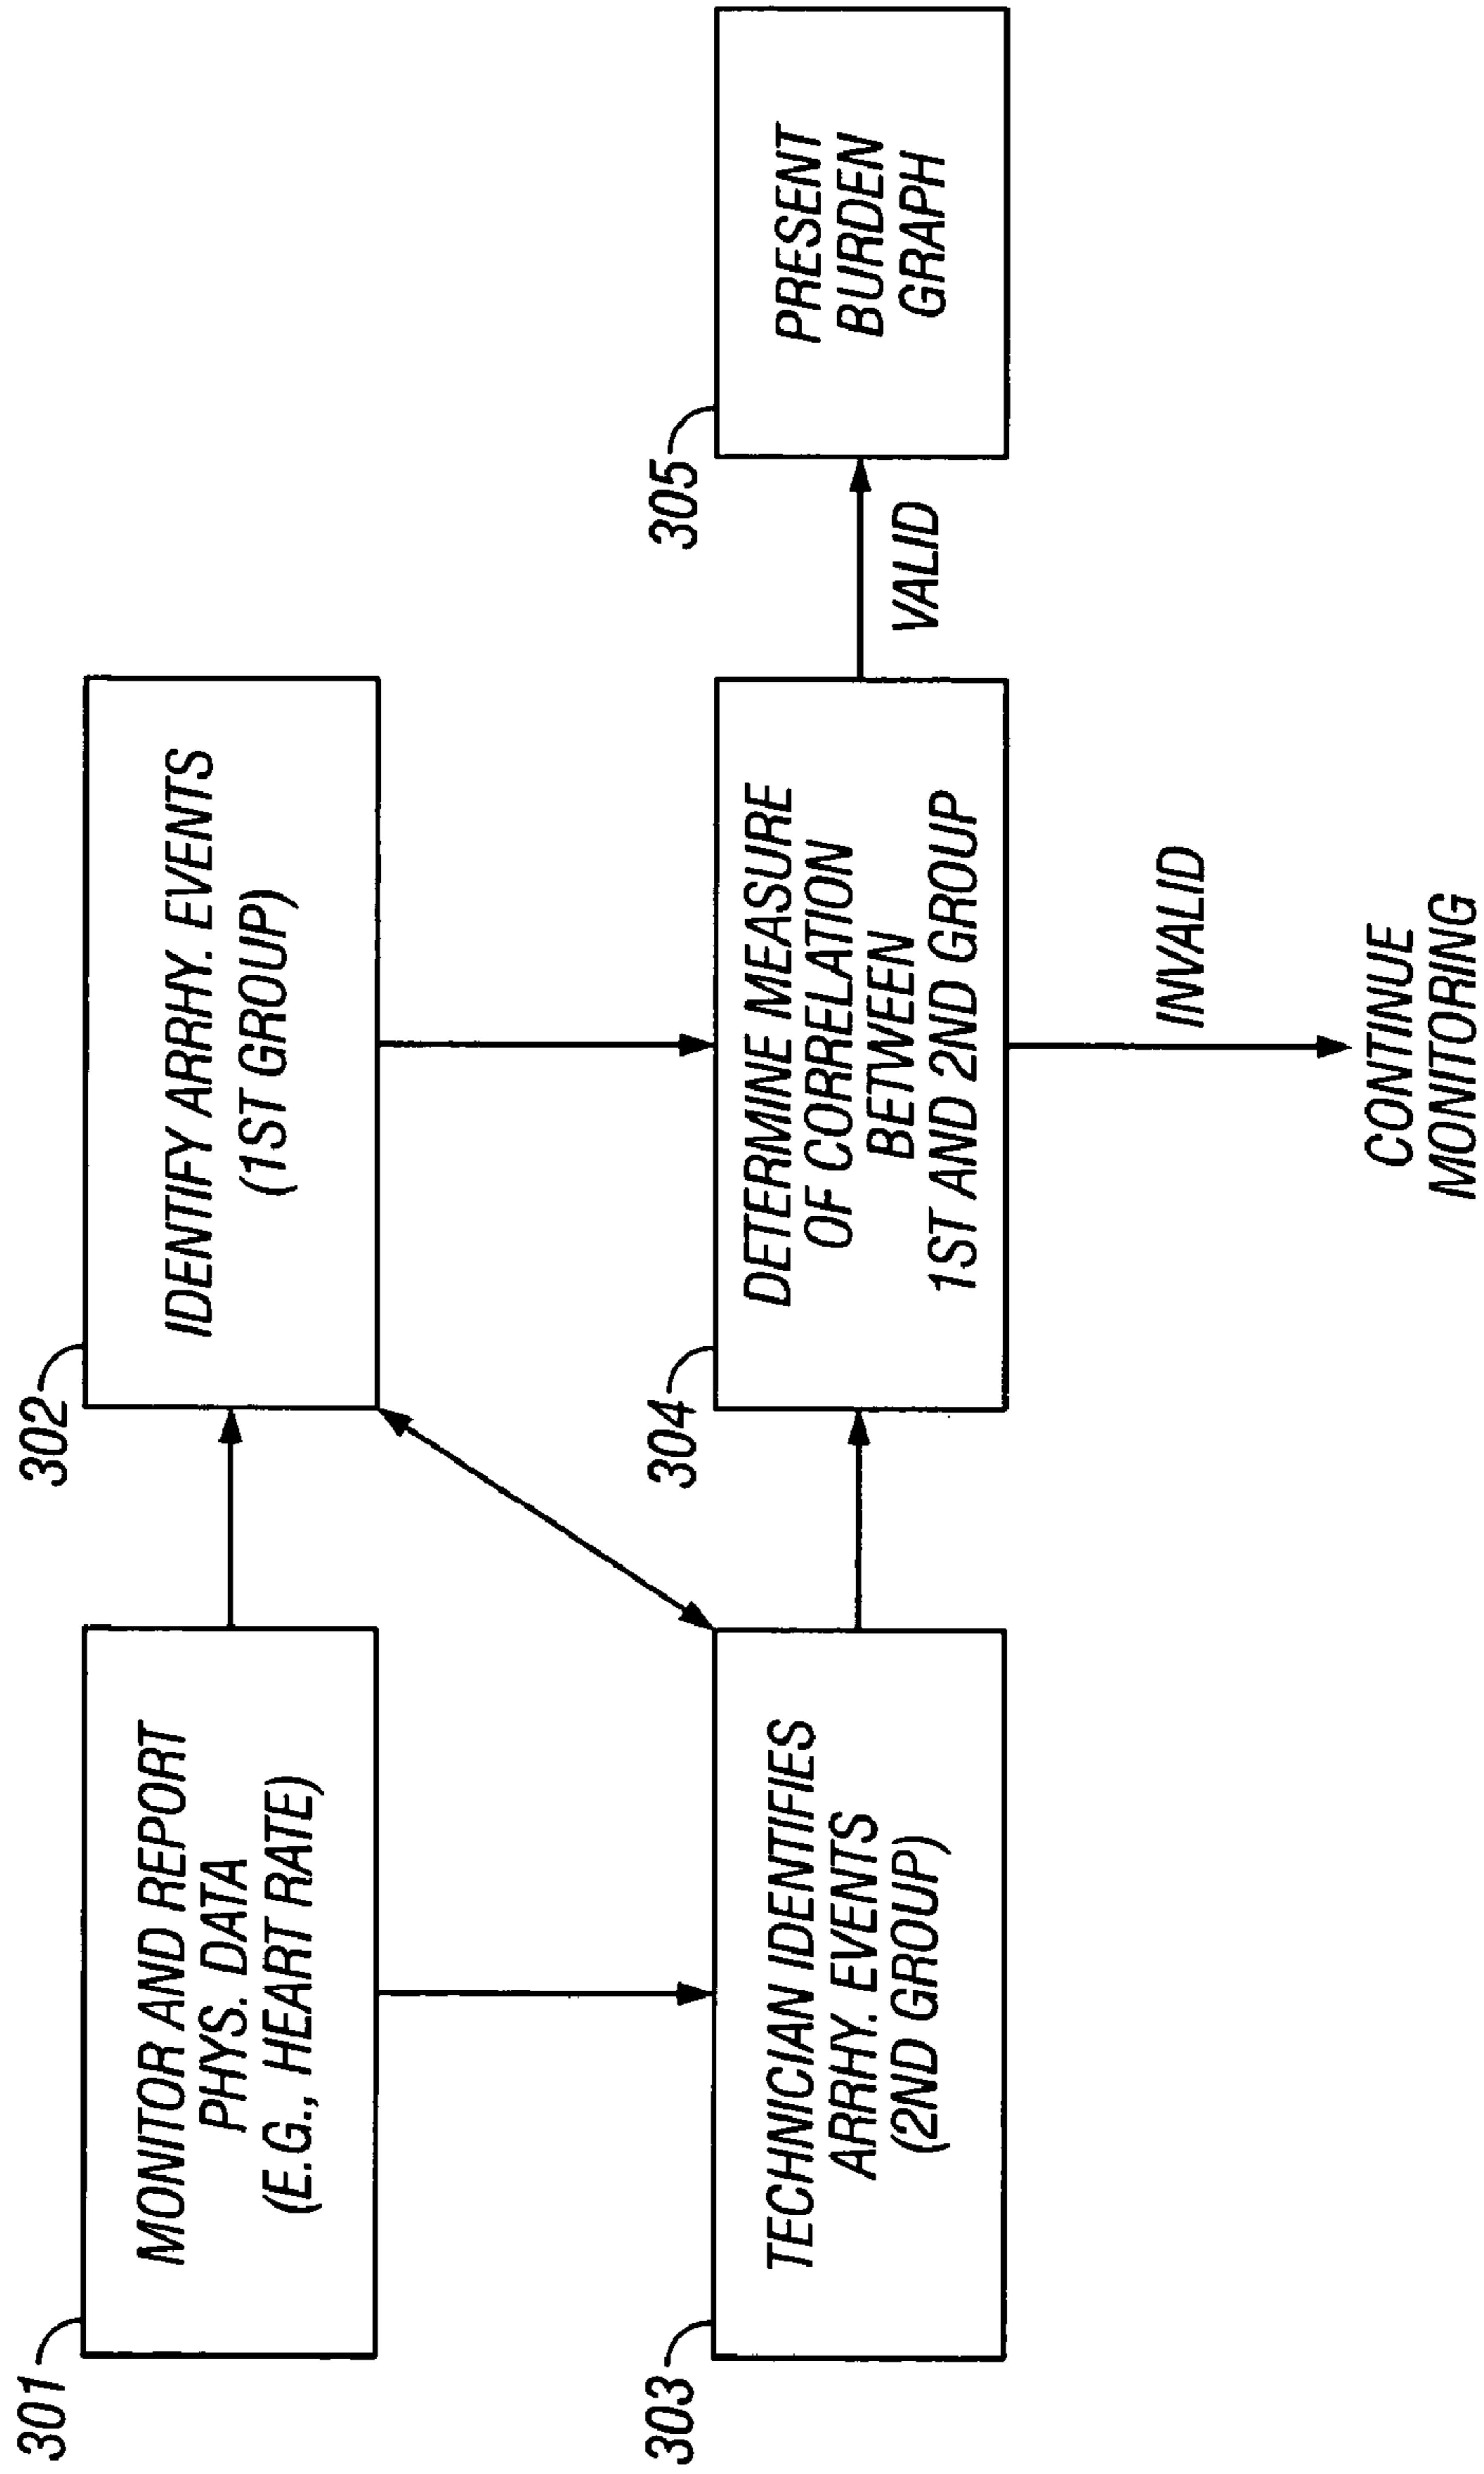 301
MONITOR AND REPORT
PHYS. DATA
(E.G., HEART RATE)
302
IDENTIFY ARRHY. EVENTS
(1ST GROUP)
303
TECHNICIAN IDENTIFIES
ARRHY. EVENTS
(2ND GROUP)
304
DETERMINE MEASURE
OF CORRELATION
BETWEEN
1ST AND 2ND GROUP
VALID
305
PRESENT
BURDEN
GRAPH
INVALID
CONTINUE
MONITORING